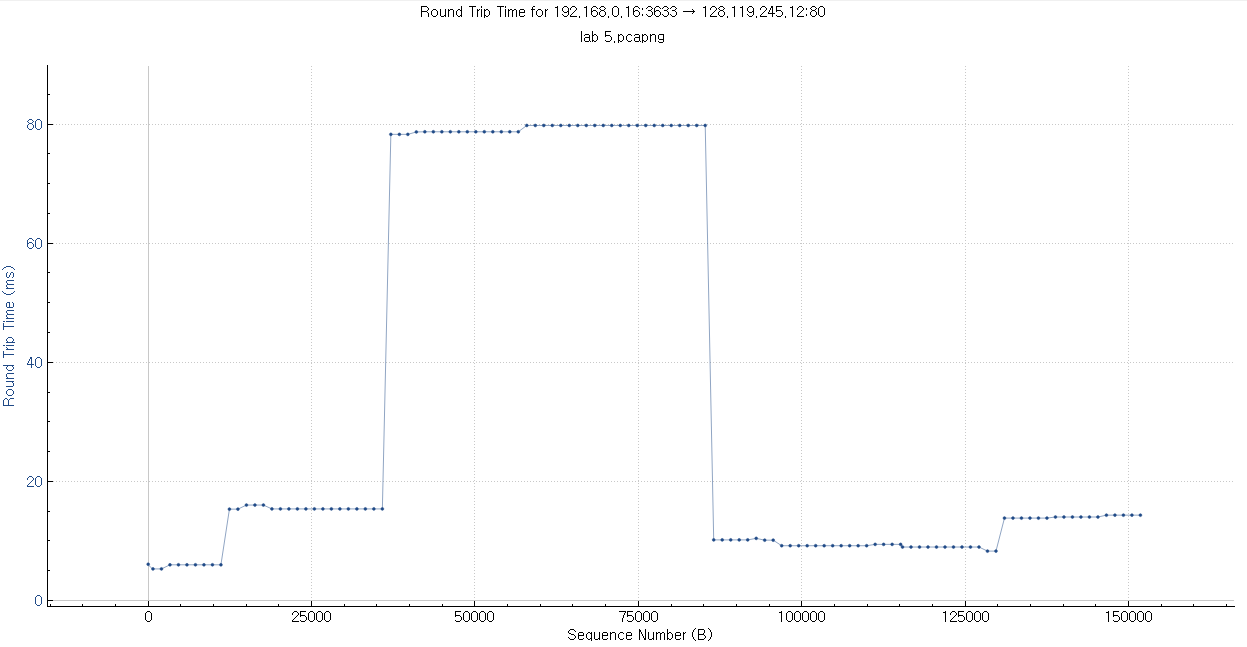 Round Trip Time for 192,168,0,16:3633 → 128,119,245,12:80
lab 5,pcapng
80
60
40
20
0
Round Trip Time (ms)
0 25000 50000 75000 100000 125000 150000
Sequence Number (B)